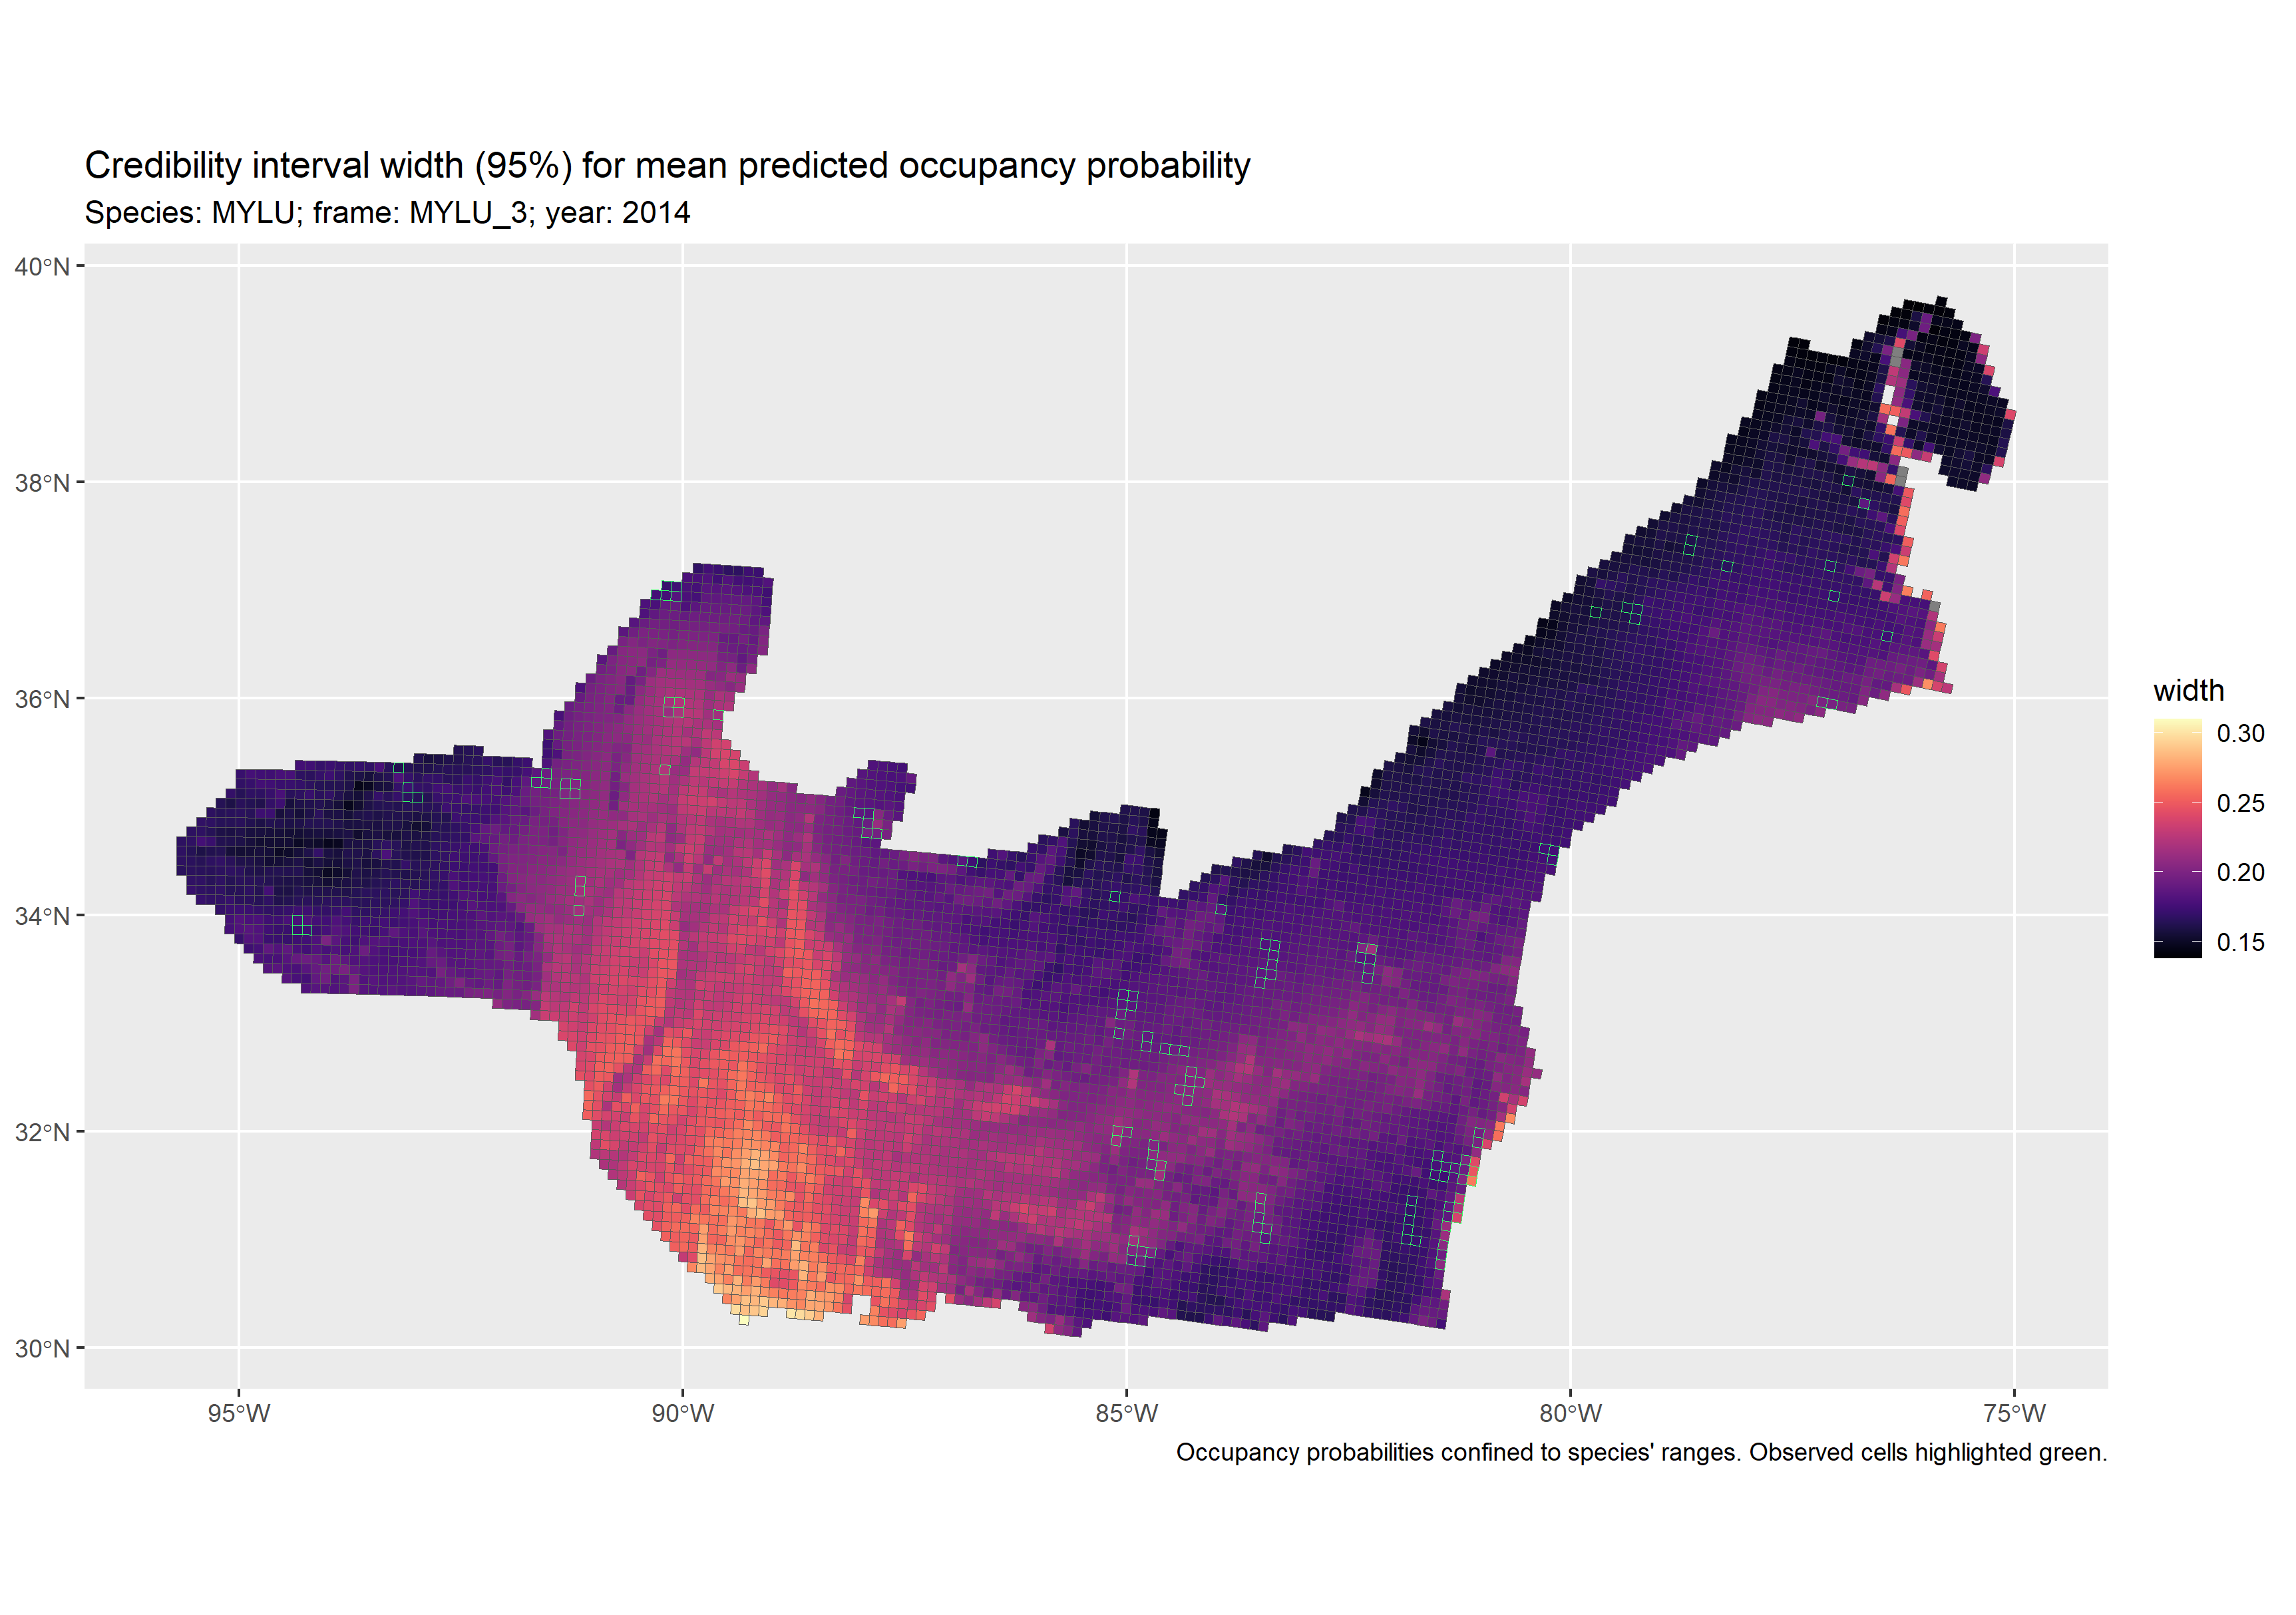 Credibility interval width (95%) for mean predicted occupancy probability
Species: MYLU; frame: MYLU_3; year: 2014
40°N
38°N
36°N
34°N
32°N
30°N
95°W
90°W
85°W
80°W
75°W
width
0.30
0.25
0.20
0.15
Occupancy probabilities confined to species' ranges. Observed cells highlighted green.